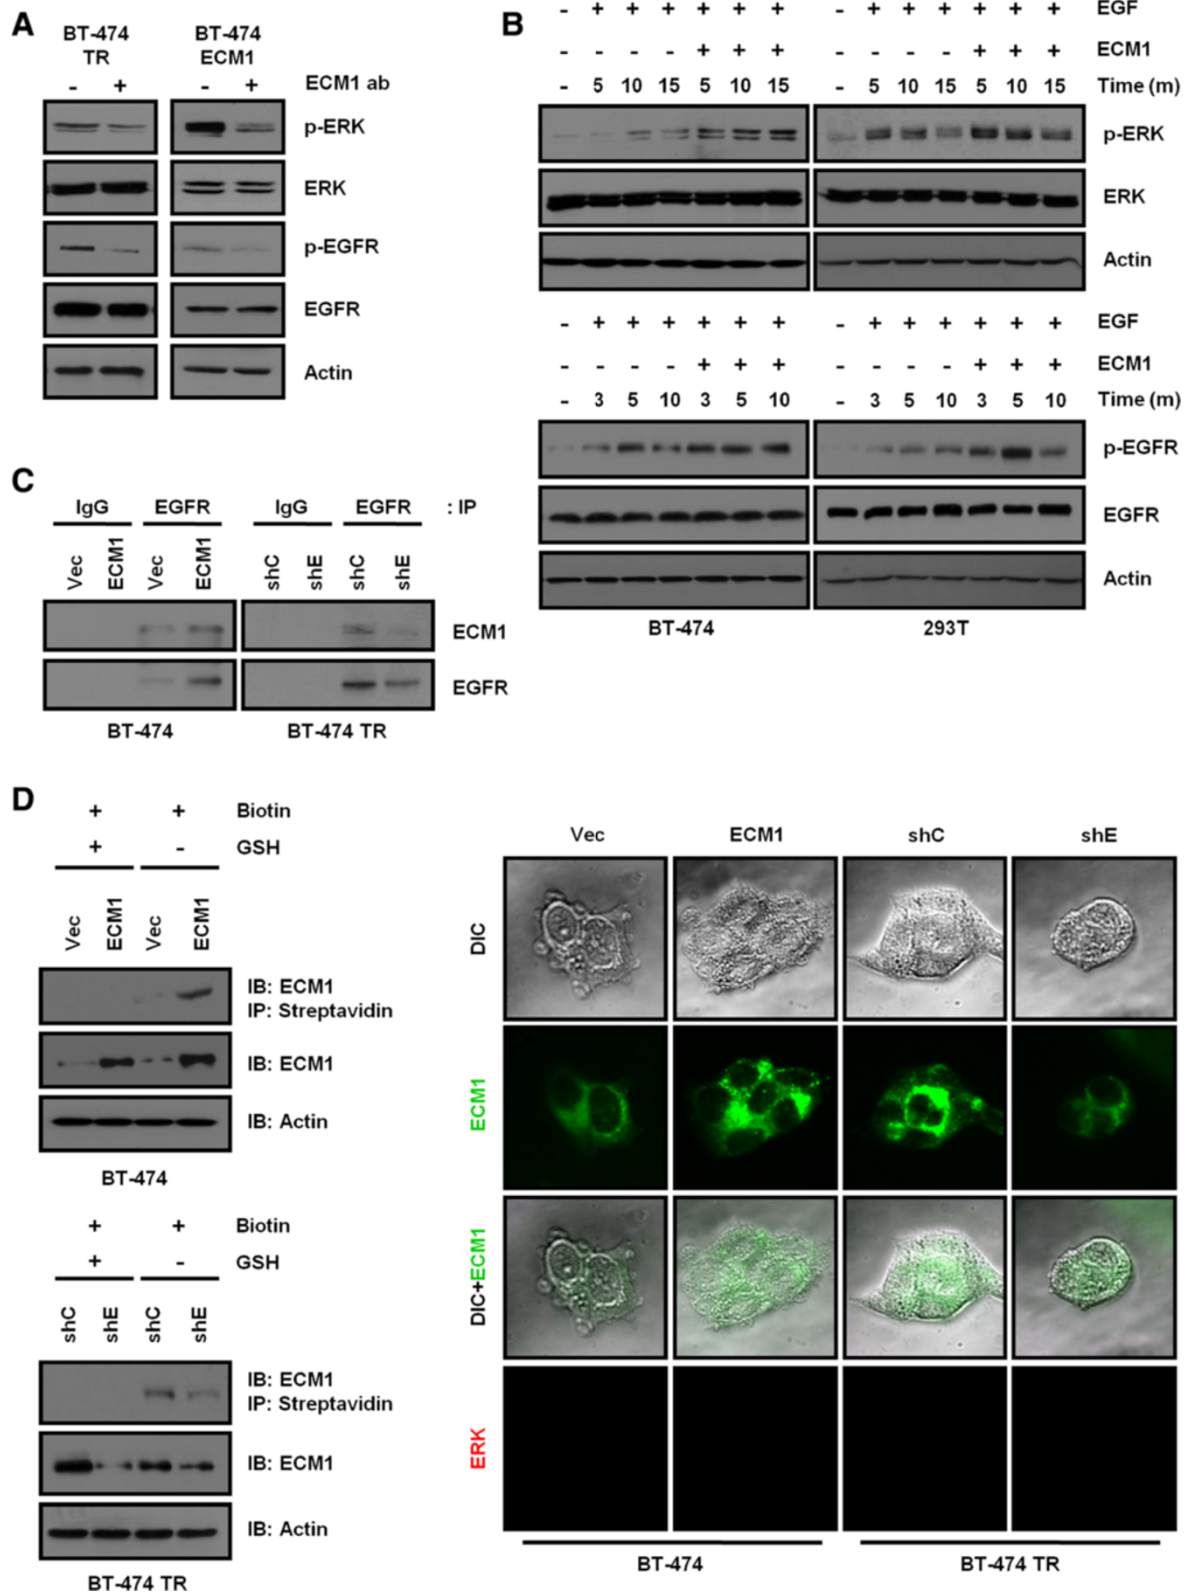 A
BT-474
TR
BT-474
ECM1
- + - + ECM1 ab
p-ERK
ERK
p-EGFR
EGFR
Actin
B
- + + + + + + - + + + + + + EGF
- - - - + + + - - - - + + + ECM1
- 5 10 15 5 10 15 - 5 10 15 5 10 15 Time (m)
p-ERK
ERK
Actin
- + + + + + + - + + + + + + EGF
- - - - + + + - - - - + + + ECM1
- 3 5 10 3 5 10 - 3 5 10 3 5 10 Time (m)
p-EGFR
EGFR
Actin
BT-474 293T
C
IgG EGFR IgG EGFR : IP
Vec ECM1 Vec ECM1 shC shE shC shE
ECM1
EGFR
BT-474 BT-474 TR
D
+ + Biotin
+ - GSH
Vec ECM1 Vec ECM1
IB: ECM1
IP: Streptavidin
IB: ECM1
IB: Actin
BT-474
+ + Biotin
+ - GSH
shC shE shC shE
IB: ECM1
IP: Streptavidin
IB: ECM1
IB: Actin
BT-474 TR
Vec ECM1 shC shE
DIC
ECM1
DIC+ECM1
ERK
BT-474 BT-474 TR